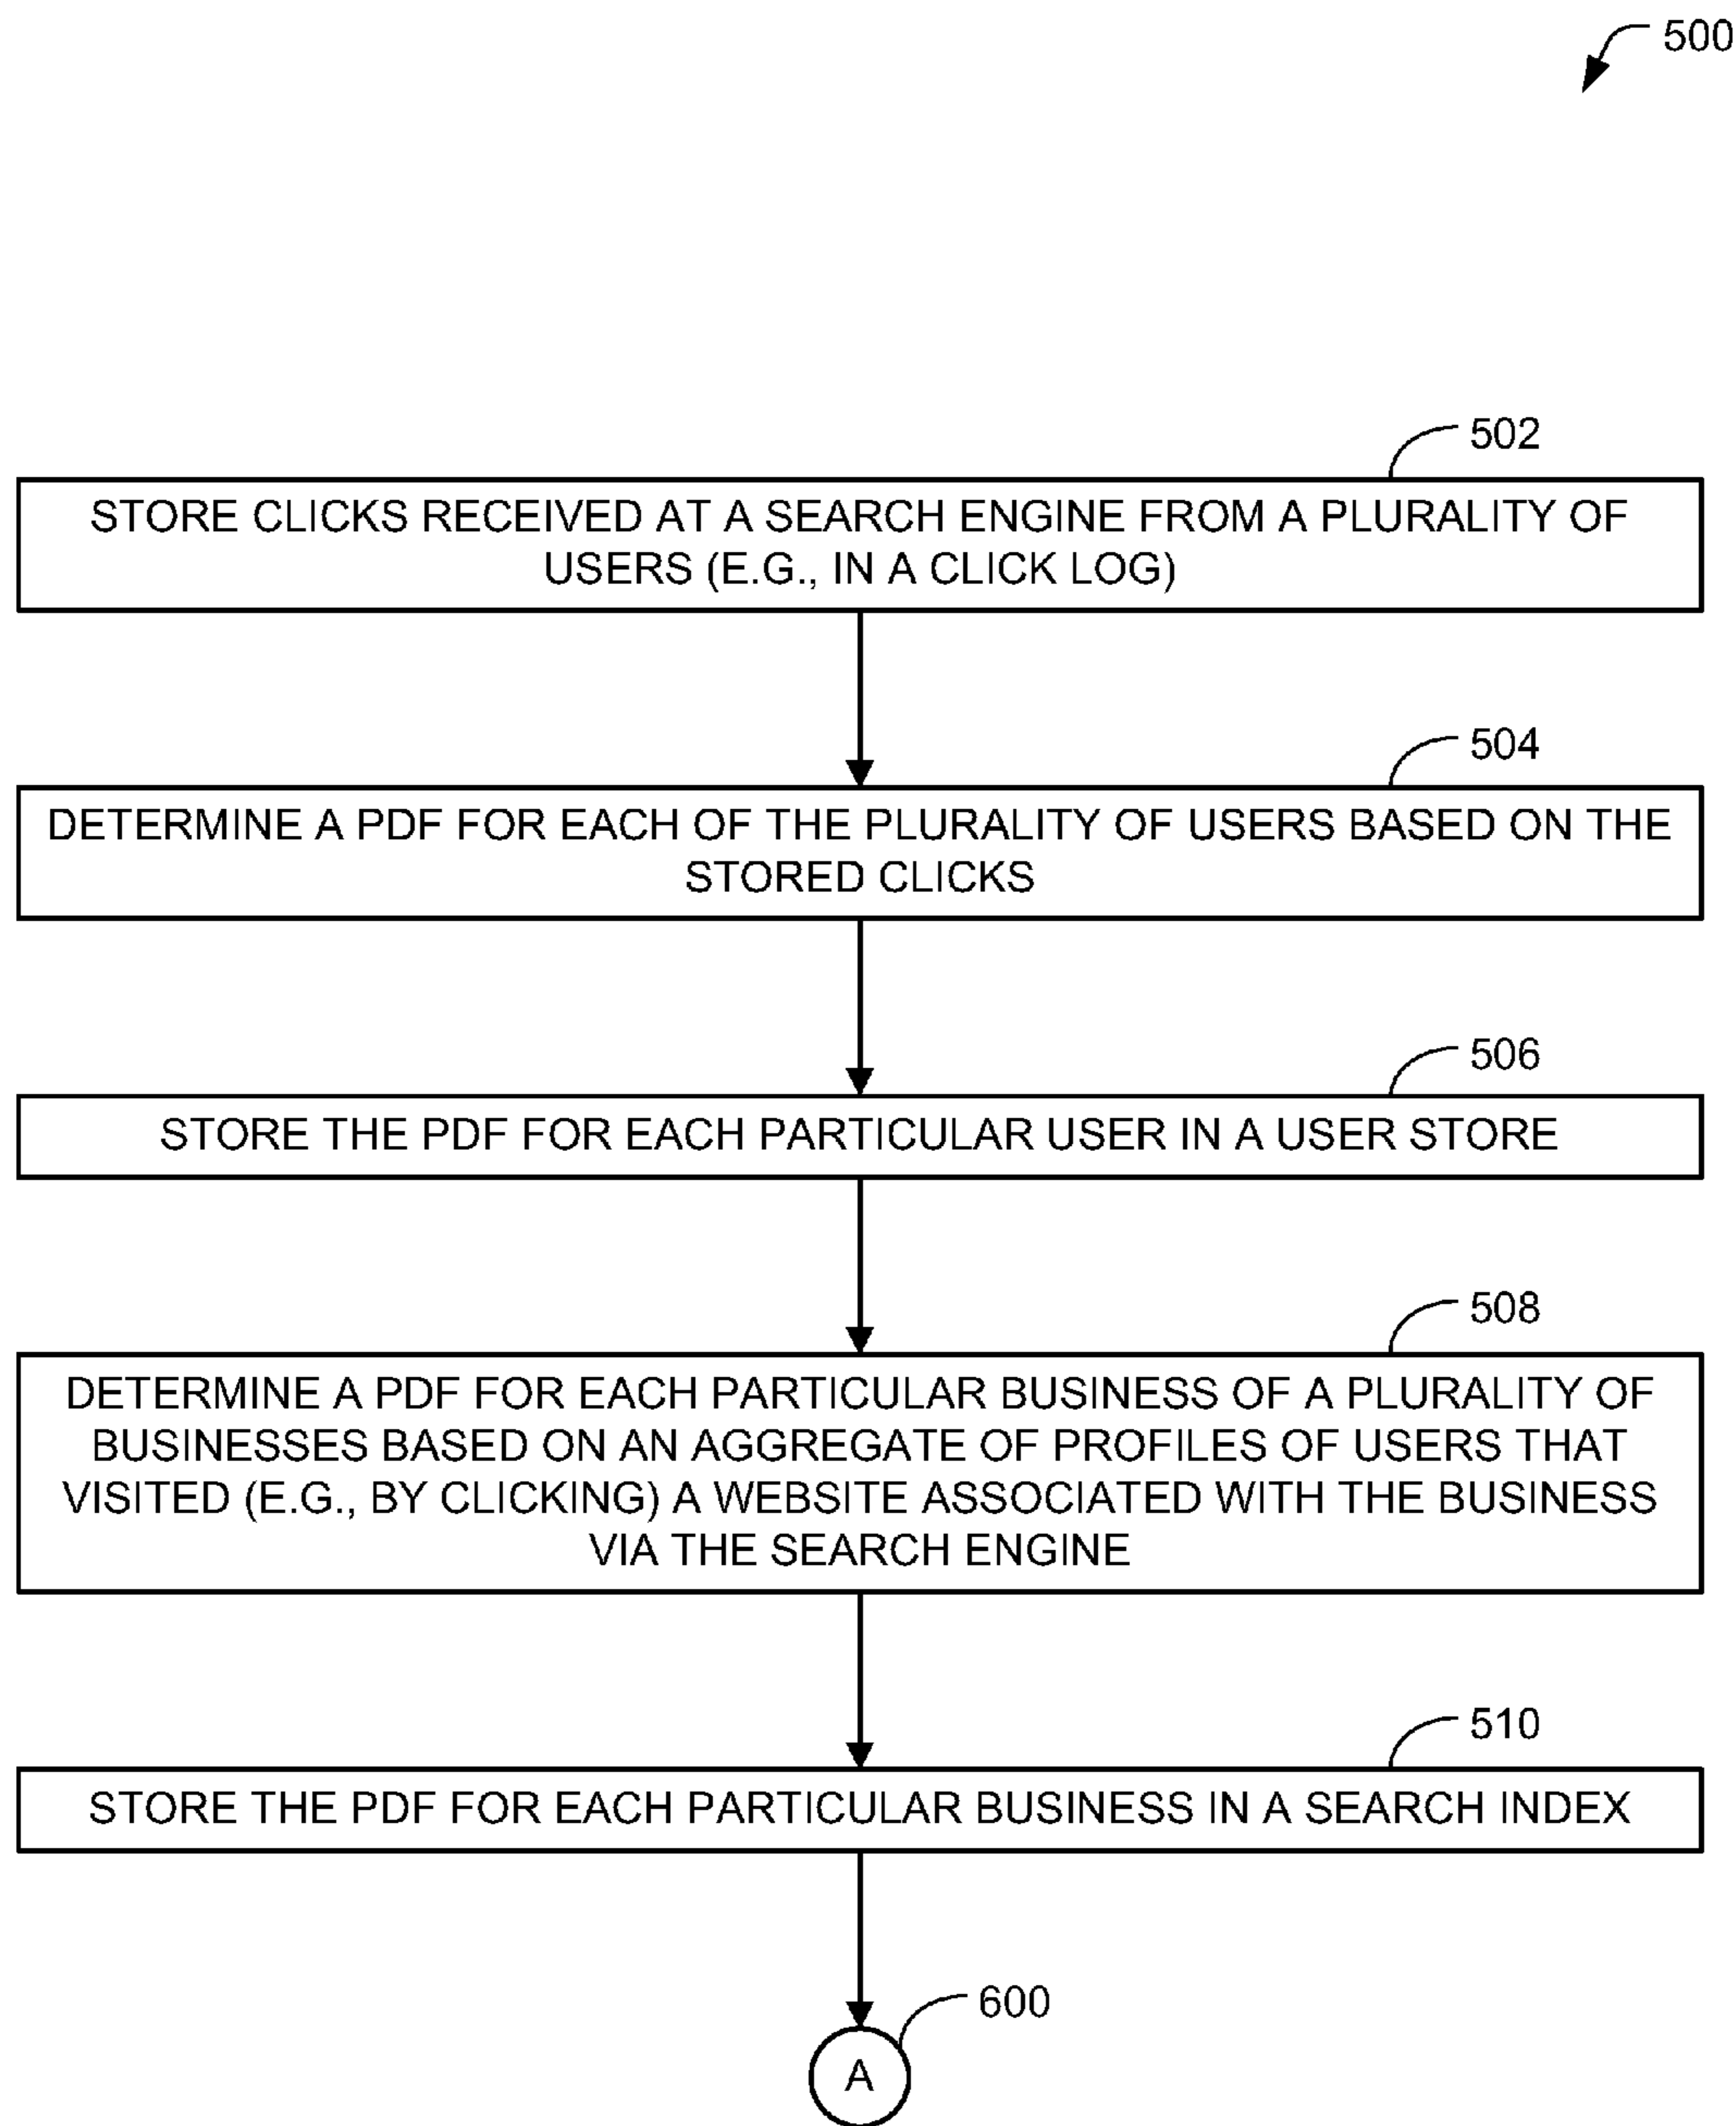 500
502
STORE CLICKS RECEIVED AT A SEARCH ENGINE FROM A PLURALITY OF
USERS (E.G., IN A CLICK LOG)
504
DETERMINE A PDF FOR EACH OF THE PLURALITY OF USERS BASED ON THE
STORED CLICKS
506
STORE THE PDF FOR EACH PARTICULAR USER IN A USER STORE
508
DETERMINE A PDF FOR EACH PARTICULAR BUSINESS OF A PLURALITY OF
BUSINESSES BASED ON AN AGGREGATE OF PROFILES OF USERS THAT
VISITED (E.G., BY CLICKING) A WEBSITE ASSOCIATED WITH THE BUSINESS
VIA THE SEARCH ENGINE
510
STORE THE PDF FOR EACH PARTICULAR BUSINESS IN A SEARCH INDEX
600
A